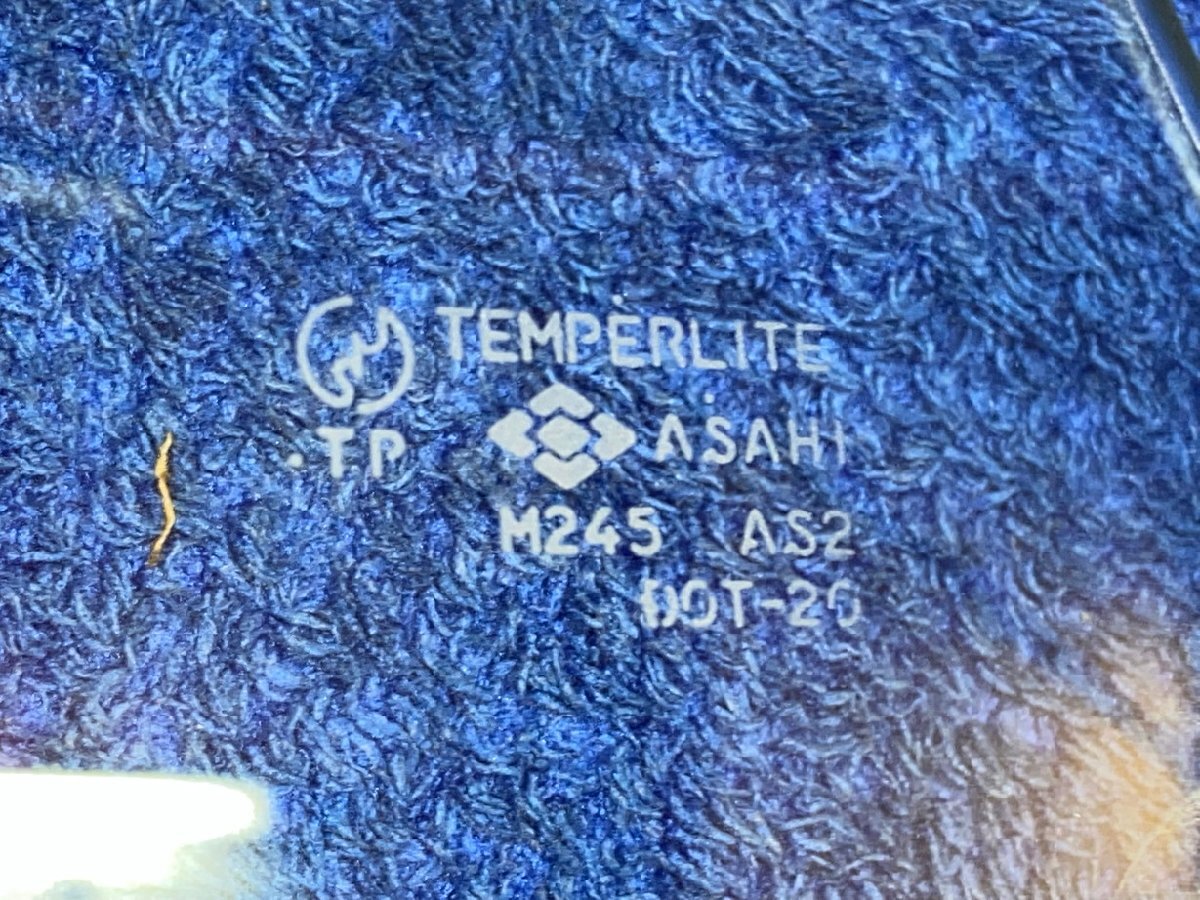 TEMPERLITE
TP ASAHI
M245 AS2
DOT-20